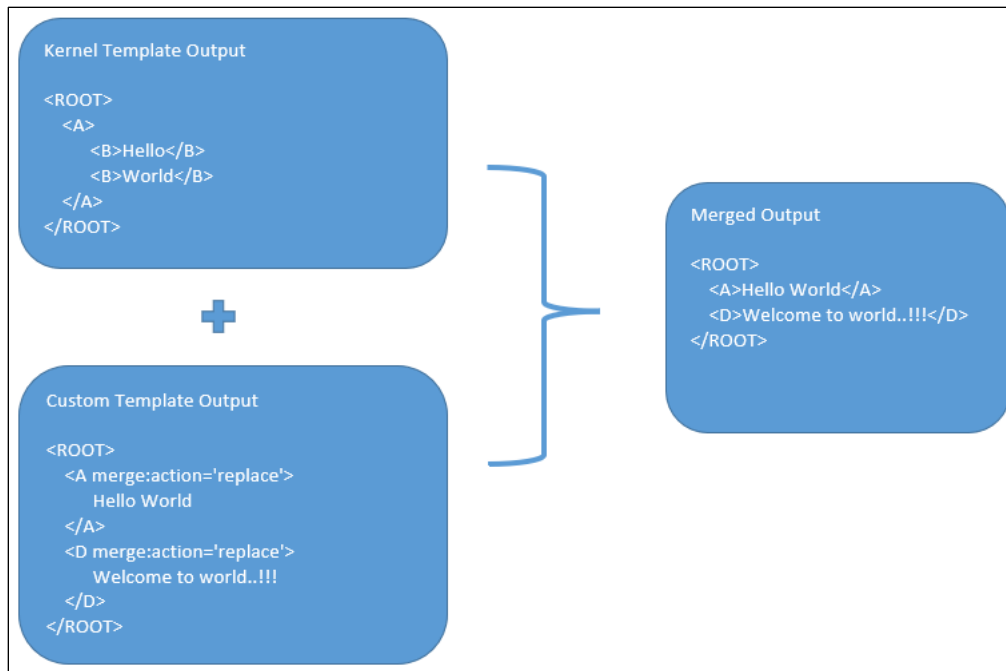 Kernel Template Output
<ROOT>
<A>
<B>Hello</B>
<B>World</B>
</A>
</ROOT>
Custom Template Output
<ROOT>
<A merge:action='replace'>
Hello World
</A>
<D merge:action='replace'>
Welcome to world..!!!
</D>
</ROOT>
Merged Output
<ROOT>
<A>Hello World</A>
<D>Welcome to world..!!!</D>
</ROOT>